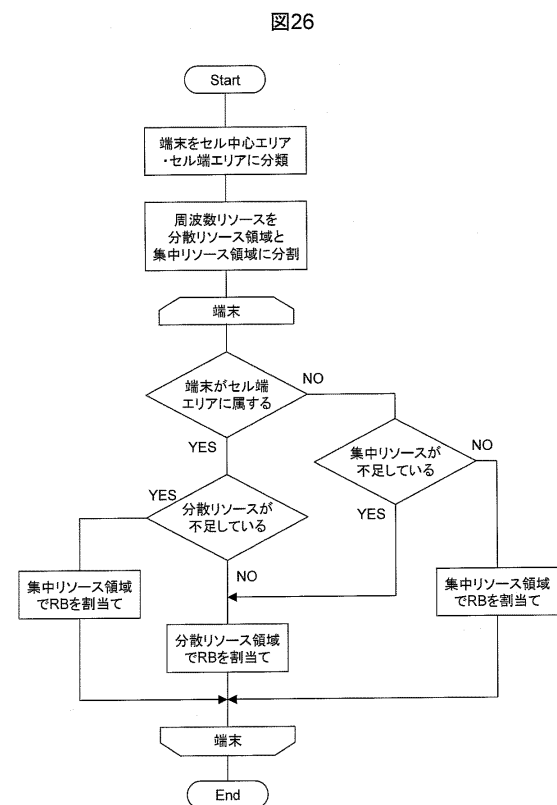 図26
Start
端末をセル中心エリア
・セル端エリアに分類
周波数リソースを
分散リソース領域と
集中リソース領域に分割
端末
端末がセル端
エリアに属する
NO
YES
集中リソースが
不足している
NO
YES
分散リソースが
不足している
YES
NO
集中リソース領域
でRBを割当て
分散リソース領域
でRBを割当て
集中リソース領域
でRBを割当て
端末
End